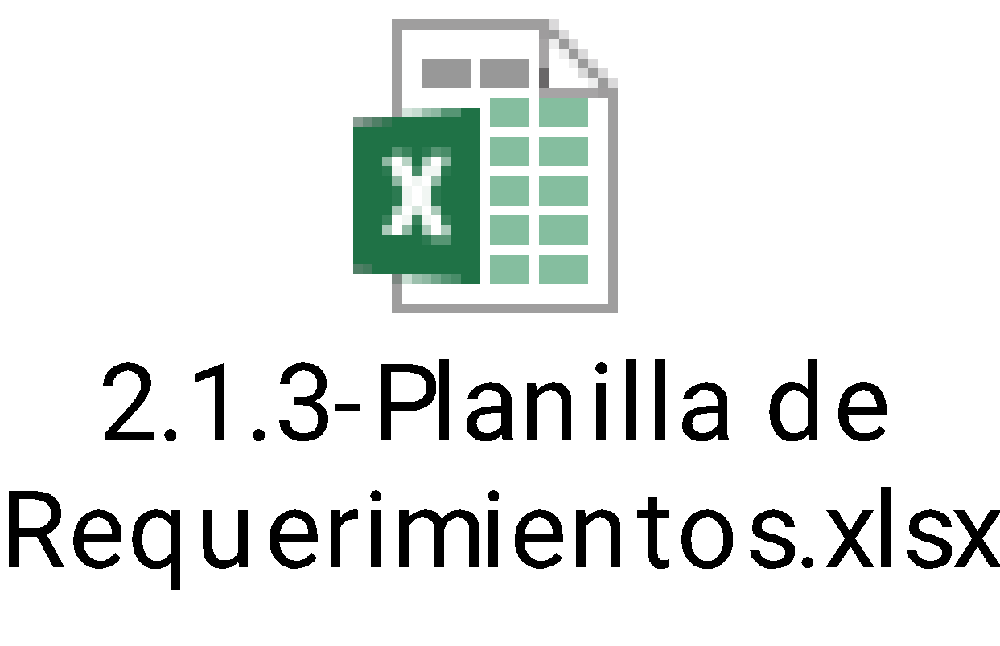 X
2.1.3-Planilla de
Requerimientos.xlsx